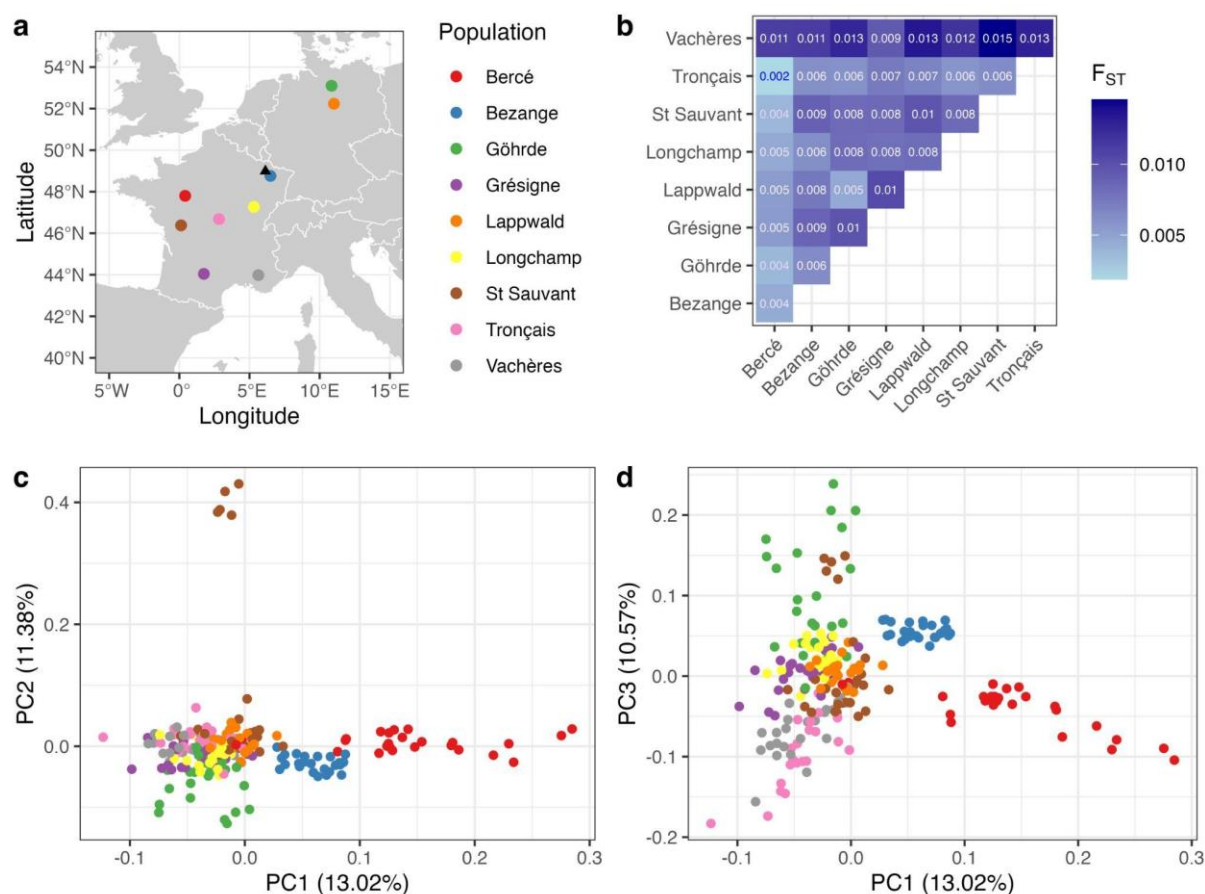 a
Population
54°N
52°N
50°N
48°N
46°N
44°N
42°N
40°N
Latitude
5°W 0° 5°E 10°E 15°E
Longitude
Bercé
Bezange
Göhrde
Grésigne
Lappwald
Longchamp
St Sauvant
Tronçais
Vachères
b
Vachères 0.011 0.011 0.013 0.009 0.013 0.012 0.015 0.013
Tronçais 0.002 0.006 0.006 0.007 0.007 0.006 0.006
St Sauvant 0.004 0.009 0.008 0.008 0.01 0.008
Longchamp 0.005 0.006 0.008 0.008 0.008
Lappwald 0.005 0.008 0.005 0.01
Grésigne 0.005 0.009 0.01
Göhrde 0.004 0.006
Bezange 0.004
Bercé Bezange Göhrde Grésigne Lappwald Longchamp St Sauvant Tronçais
FST
0.010
0.005
c
0.4
0.2
0.0
PC2 (11.38%)
-0.1 0.0 0.1 0.2 0.3
PC1 (13.02%)
d
0.2
0.1
0.0
-0.1
-0.2
PC3 (10.57%)
-0.1 0.0 0.1 0.2 0.3
PC1 (13.02%)